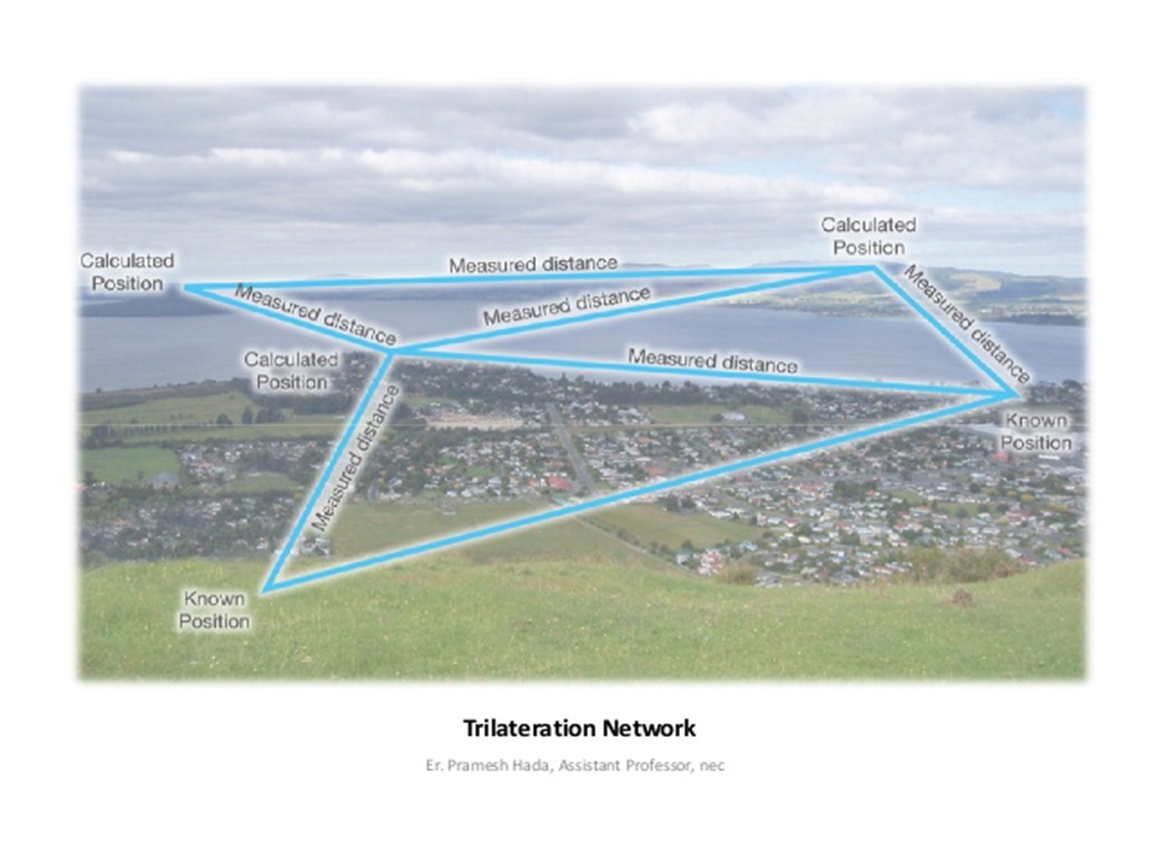 Calculated
Position
Calculated
Position
Measured distance
Measured distance
Measured distance
Measured distance
Calculated
Position
Measured distance
Measured distance
Known
Position
Known
Position
Trilateration Network
Er. Pramesh Hada, Assistant Professor, nec